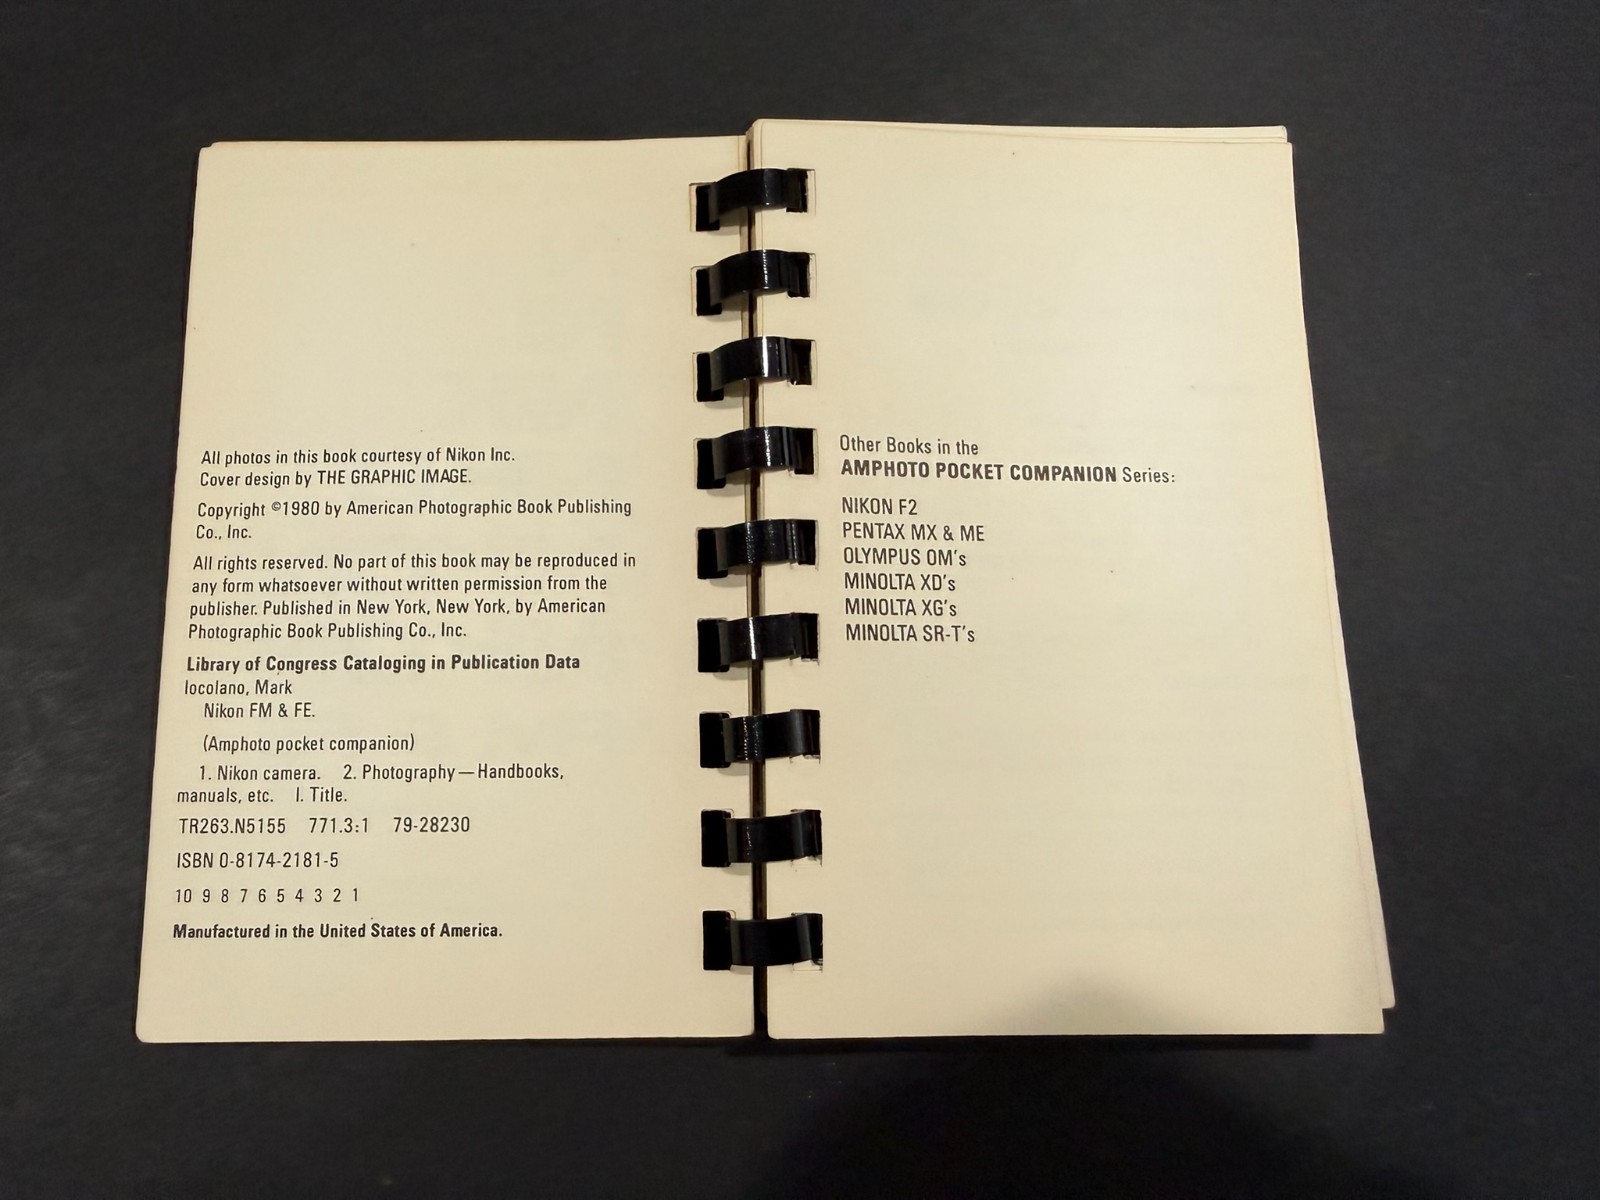 All photos in this book courtesy of Nikon Inc.
Cover design by THE GRAPHIC IMAGE.
Copyright ©1980 by American Photographic Book Publishing
Co., Inc.
All rights reserved. No part of this book may be reproduced in
any form whatsoever without written permission from the
publisher. Published in New York, New York, by American
Photographic Book Publishing Co., Inc.
Library of Congress Cataloging in Publication Data
Iocolano, Mark
Nikon FM & FE.
(Amphoto pocket companion)
1. Nikon camera. 2. Photography—Handbooks,
manuals, etc. I. Title.
TR263.N5155 771.3:1 79-28230
ISBN 0-8174-2181-5
10 9 8 7 6 5 4 3 2 1
Manufactured in the United States of America.
Other Books in the
AMPHOTO POCKET COMPANION Series:
NIKON F2
PENTAX MX & ME
OLYMPUS OM's
MINOLTA XD's
MINOLTA XG's
MINOLTA SR-T's